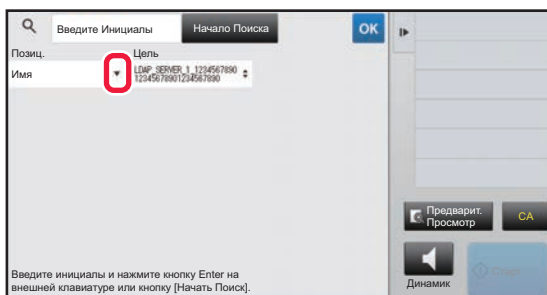 Введите Инициалы
Начало Поиска
OK
Позиц.
Цель
Имя
LDAP_SERVER_1_1234567890
12345678901234567890
Предварит.
Просмотр
CA
Динамик
Старт
Введите инициалы и нажмите кнопку Enter на
внешней клавиатуре или кнопку [Начать Поиск].